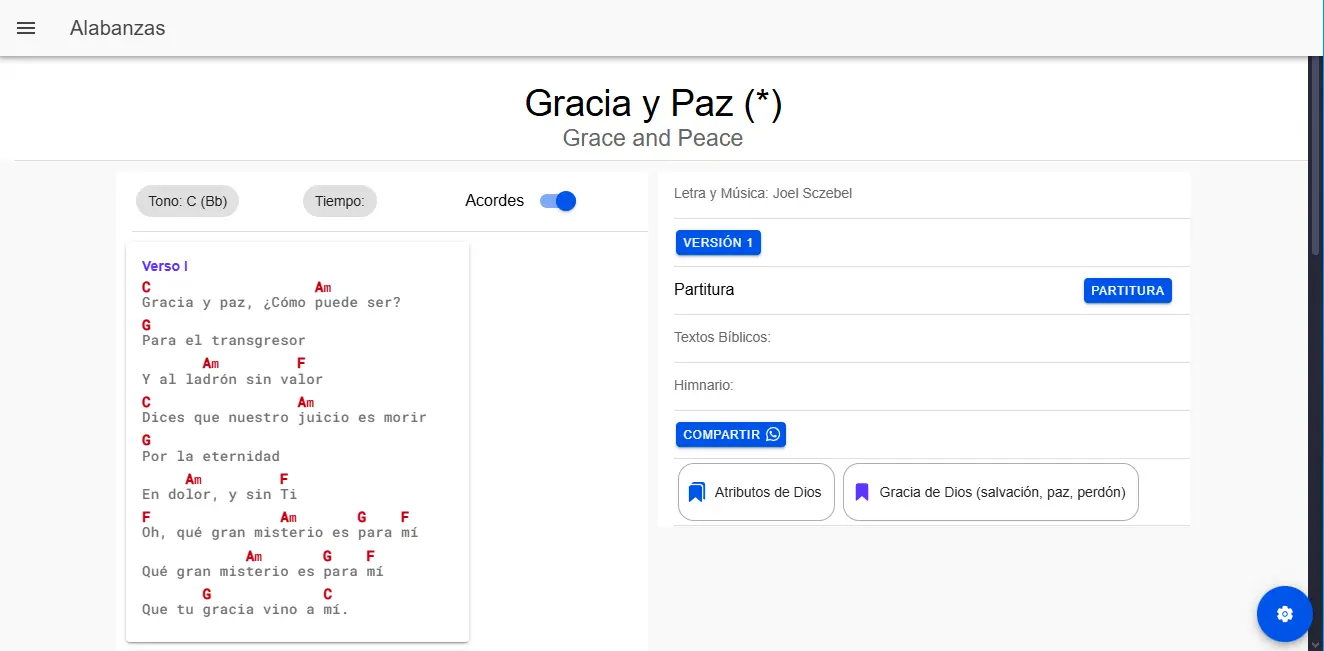 Alabanzas
Gracia y Paz (*)
Grace and Peace
Tono: C (Bb)
Tiempo:
Acordes
Verso I
C Am
Gracia y paz, ¿Cómo puede ser?
G
Para el transgresor
Am F
Y al ladrón sin valor
C Am
Dices que nuestro juicio es morir
G
Por la eternidad
Am F
En dolor, y sin Ti
F Am G F
Oh, qué gran misterio es para mí
Am G F
Qué gran misterio es para mí
G C
Que tu gracia vino a mí.
Letra y Música: Joel Sczebel
VERSIÓN 1
Partitura
PARTITURA
Textos Bíblicos:
Himnario:
COMPARTIR
Atributos de Dios
Gracia de Dios (salvación, paz, perdón)